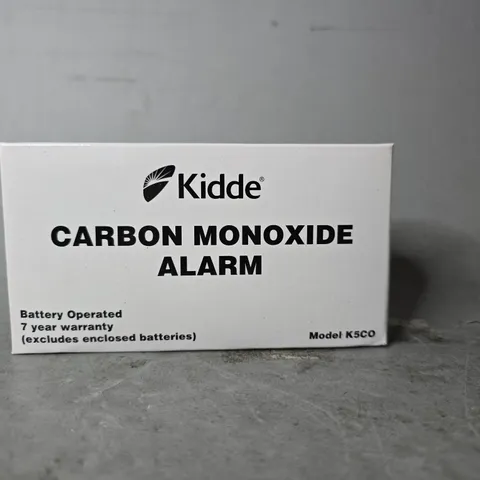 Kidde®
CARBON MONOXIDE
ALARM
Battery Operated
7 year warranty
(excludes enclosed batteries)
Model K5CO